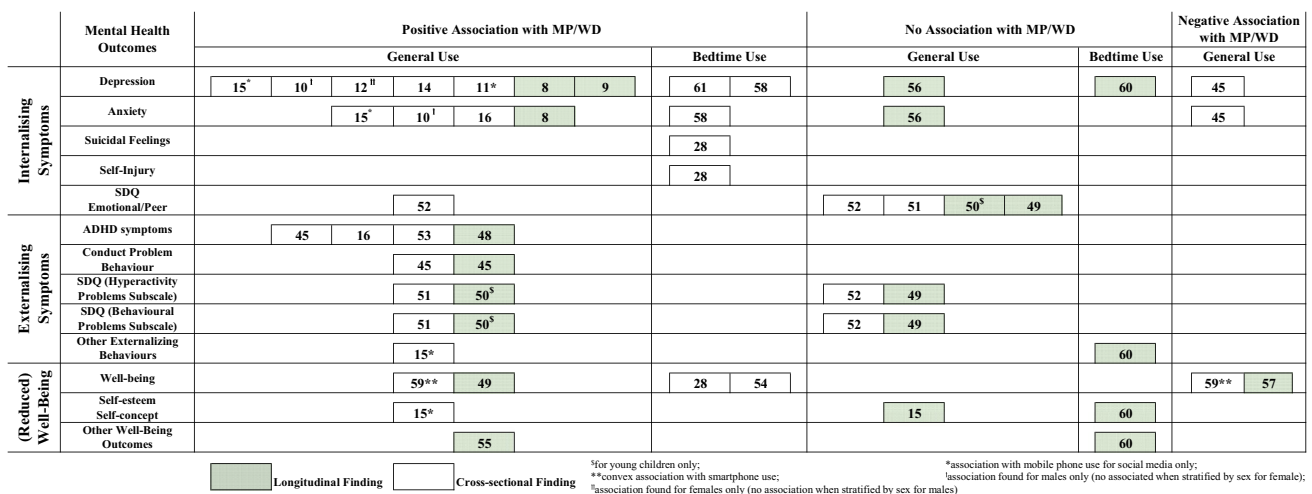 Mental Health Outcomes Positive Association with MP/WD No Association with MP/WD Negative Association with MP/WD
General Use Bedtime Use General Use Bedtime Use General Use
Internalising Symptoms
Depression 15* 10ꜝ 12ꜝꜝ 14 11* 8 9 61 58 56 60 45
Anxiety 15* 10ꜝ 16 8 58 56 45
Suicidal Feelings 28
Self-Injury 28
SDQ Emotional/Peer 52 52 51 50$ 49
Externalising Symptoms
ADHD symptoms 45 16 53 48
Conduct Problem Behaviour 45 45
SDQ (Hyperactivity Problems Subscale) 51 50$ 52 49
SDQ (Behavioural Problems Subscale) 51 50$ 52 49
Other Externalizing Behaviours 15* 60
(Reduced) Well-Being
Well-being 59** 49 28 54 59** 57
Self-esteem Self-concept 15* 15 60
Other Well-Being Outcomes 55 60
Longitudinal Finding Cross-sectional Finding
$for young children only;
**convex association with smartphone use;
ꜝꜝassociation found for females only (no association when stratified by sex for males)
*association with mobile phone use for social media only;
ꜝassociation found for males only (no associated when stratified by sex for female);